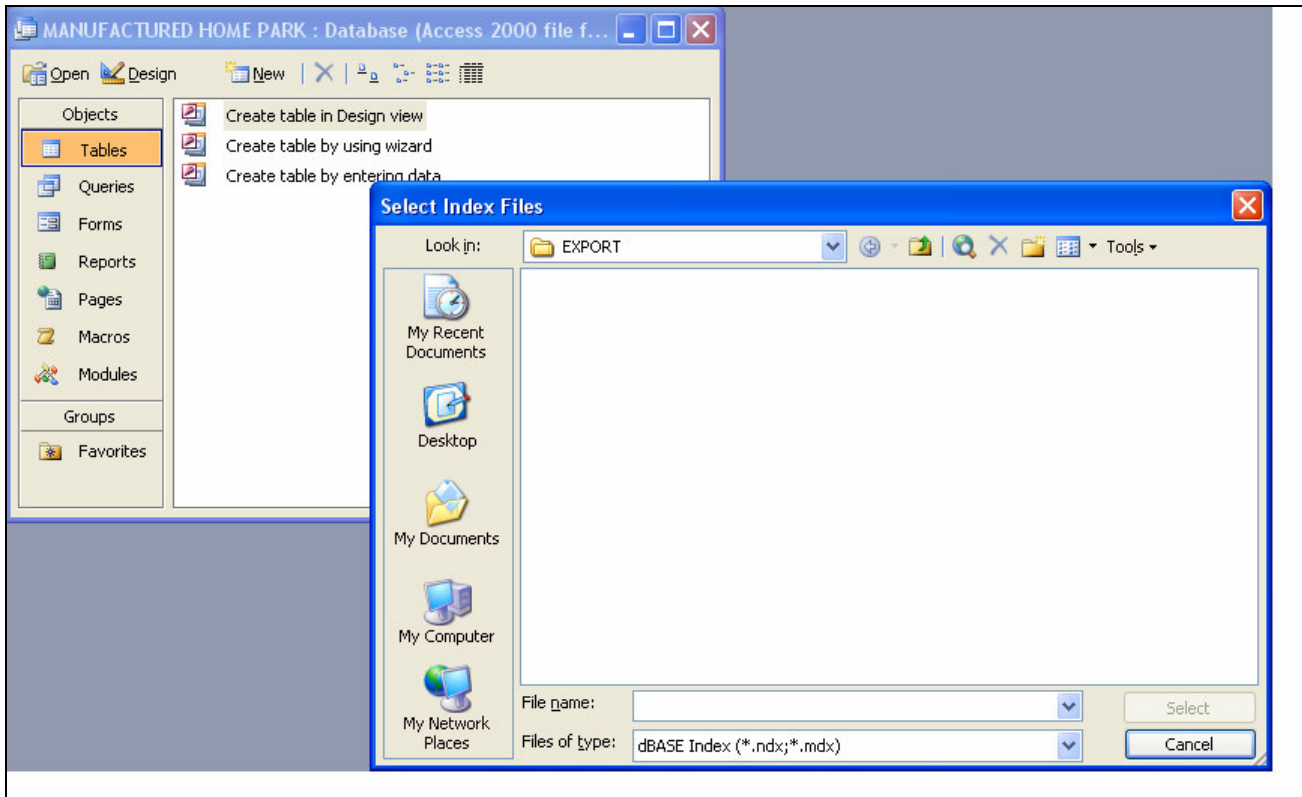 MANUFACTURED HOME PARK : Database (Access 2000 file f...
Open Design New
Objects
Tables
Queries
Forms
Reports
Pages
Macros
Modules
Groups
Favorites
Create table in Design view
Create table by using wizard
Create table by entering data
Select Index Files
Look in: EXPORT Tools
My Recent
Documents
Desktop
My Documents
My Computer
My Network
Places
File name: Select
Files of type: dBASE Index (*.ndx;*.mdx) Cancel